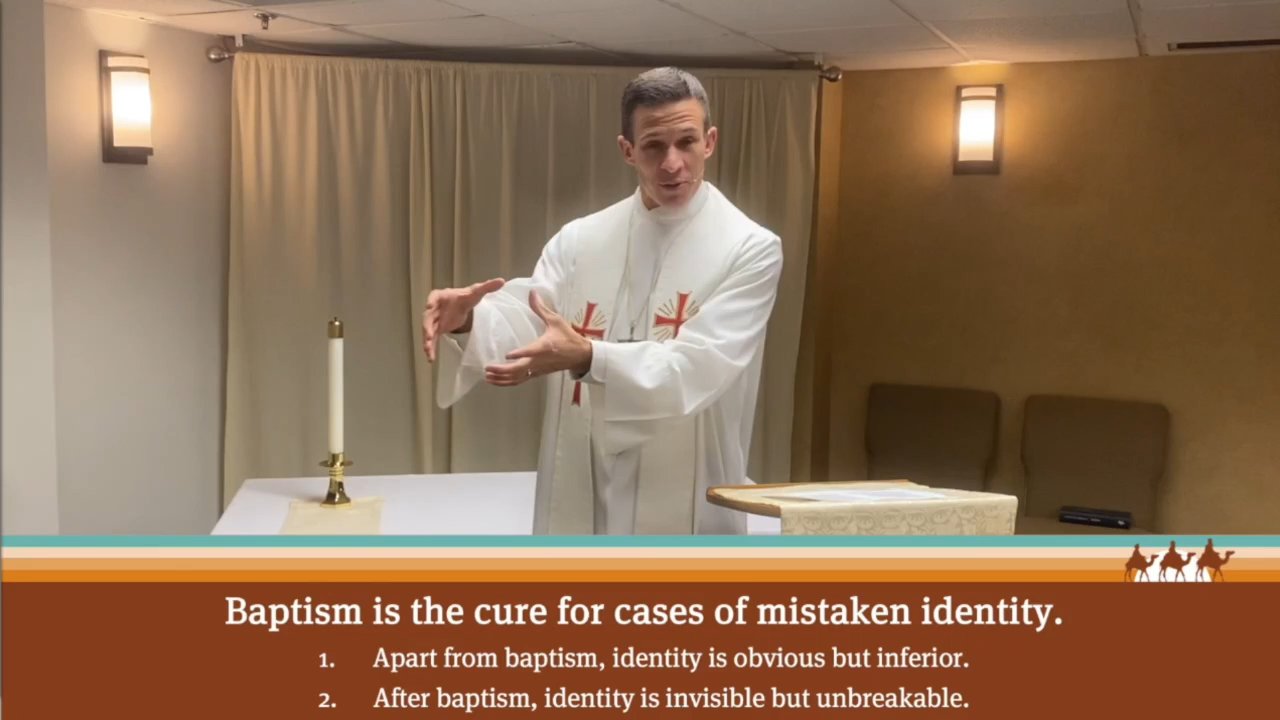 Baptism is the cure for cases of mistaken identity.
1. Apart from baptism, identity is obvious but inferior.
2. After baptism, identity is invisible but unbreakable.